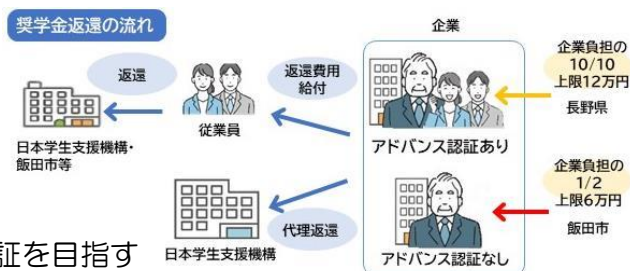 奨学金返還の流れ
企業
返還
返還費用
給付
企業負担の
10/10
上限12万円
長野県
従業員
日本学生支援機構・
飯田市等
アドバンス認証あり
企業負担の
1/2
上限6万円
飯田市
代理返還
証を目指す
日本学生支援機構
アドバンス認証なし